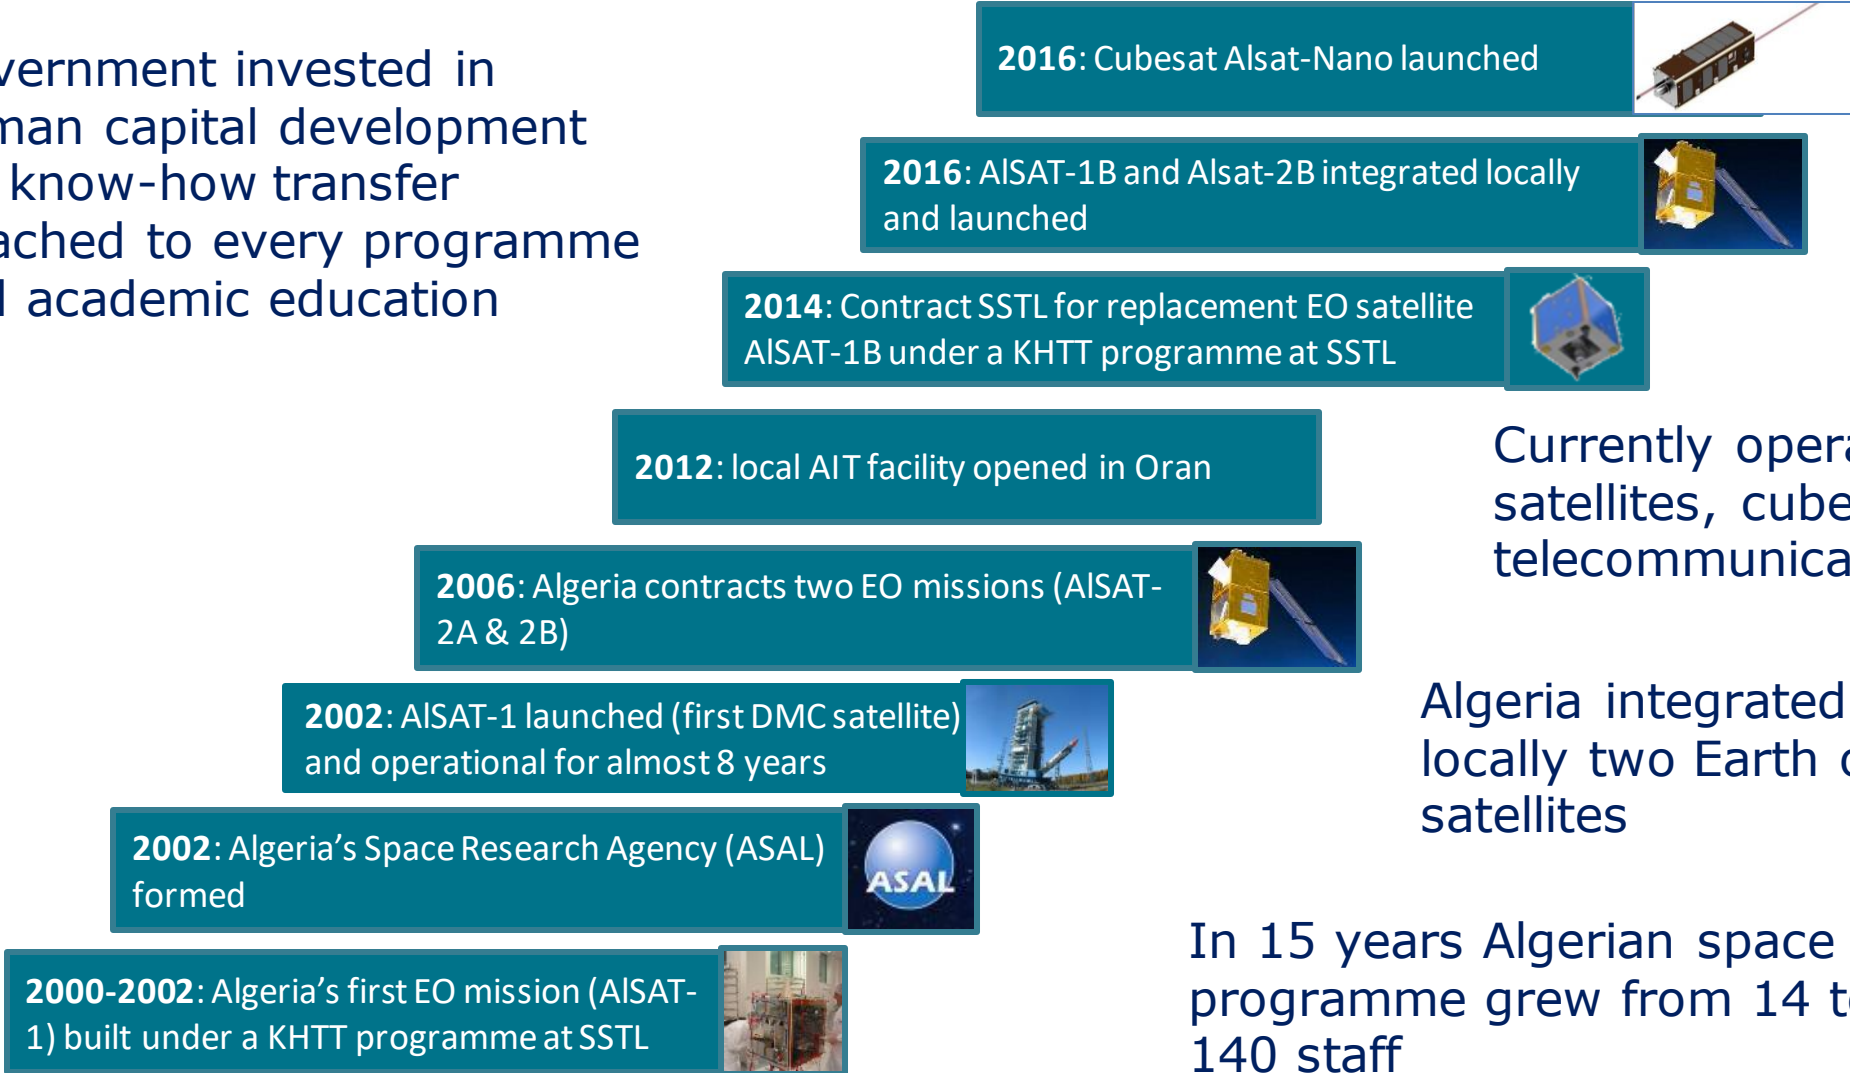 vernment invested in
man capital development
know-how transfer
ached to every programme
academic education
2016: Cubesat Alsat-Nano launched
2016: AlSAT-1B and Alsat-2B integrated locally
and launched
2014: Contract SSTL for replacement EO satellite
AlSAT-1B under a KHTT programme at SSTL
2012: local AIT facility opened in Oran
2006: Algeria contracts two EO missions (AlSAT-
2A & 2B)
2002: AlSAT-1 launched (first DMC satellite)
and operational for almost 8 years
2002: Algeria’s Space Research Agency (ASAL)
formed
ASAL
2000-2002: Algeria’s first EO mission (AlSAT-
1) built under a KHTT programme at SSTL
Currently opera
satellites, cube
telecommunica
Algeria integrated
locally two Earth
satellites
In 15 years Algerian space
programme grew from 14 t
140 staff